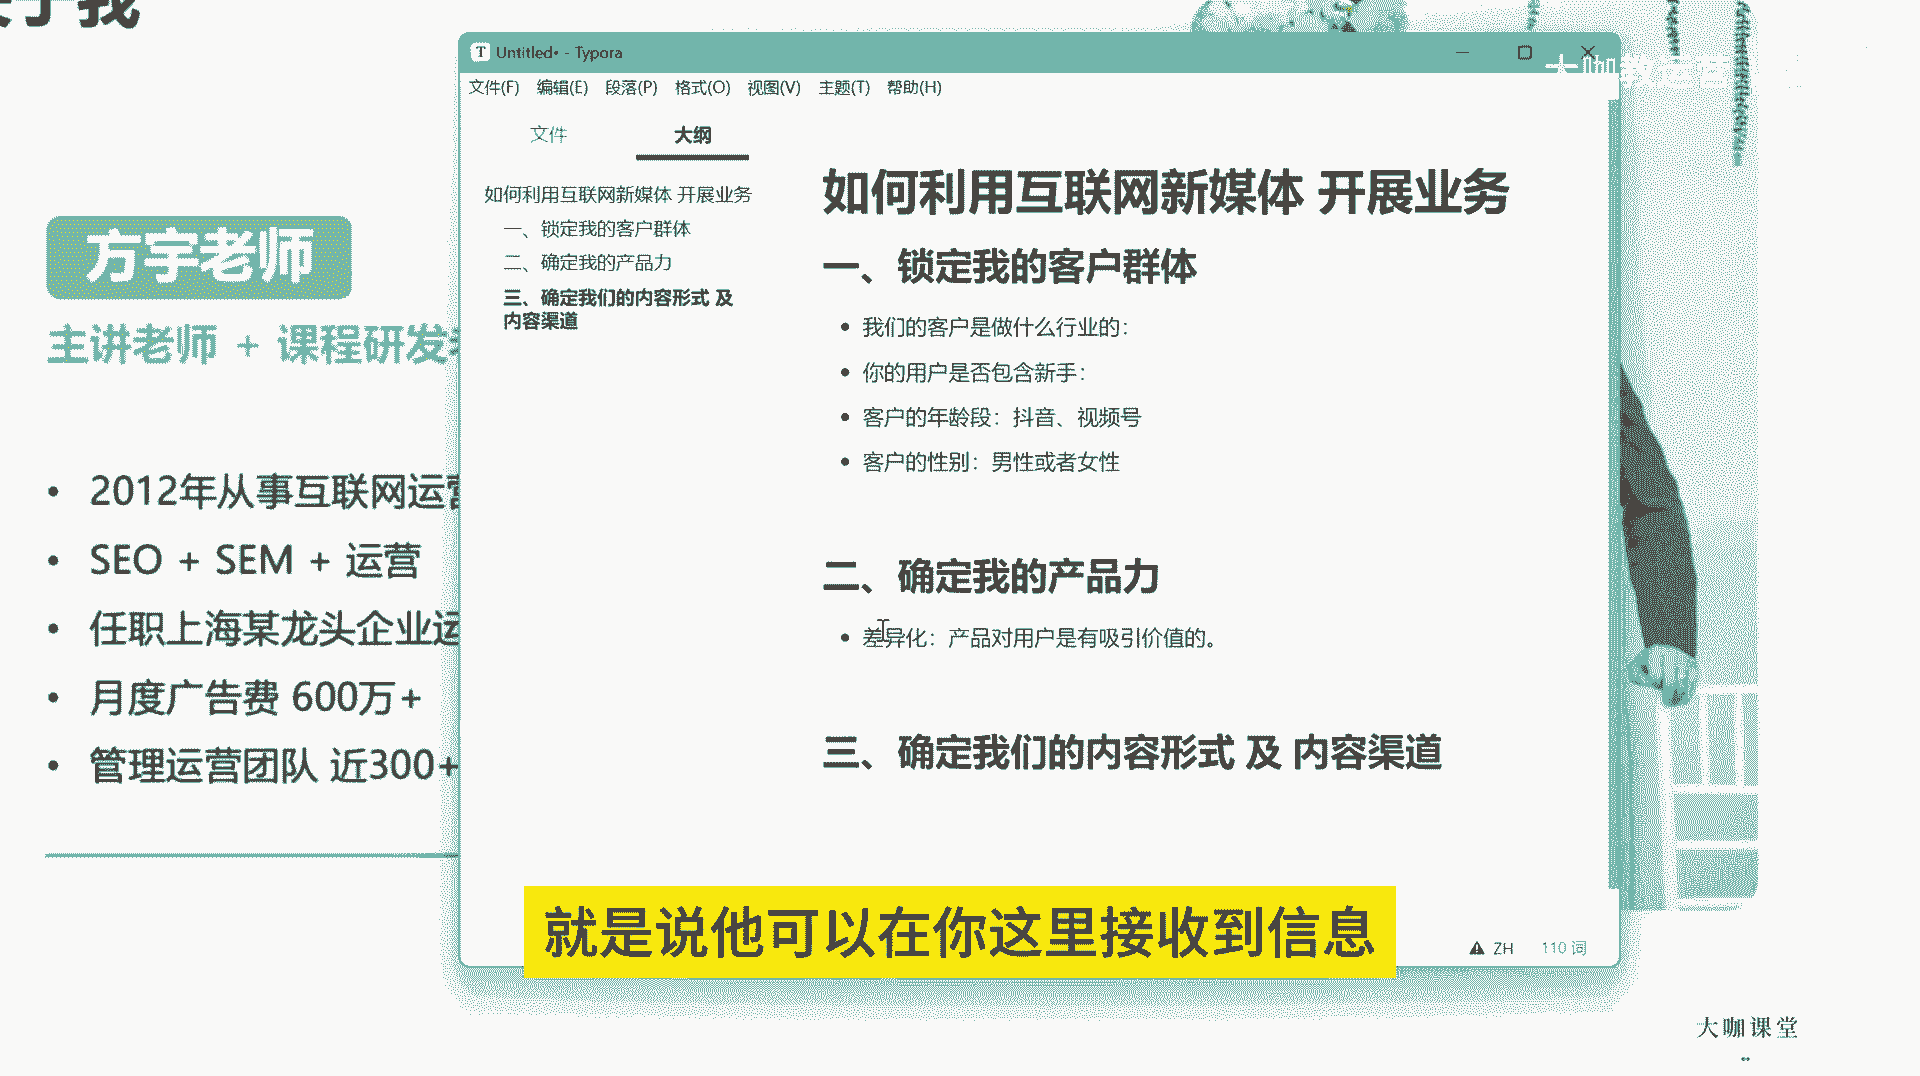 于我
方宇老师
主讲老师 + 课程研发
2012年从事互联网运营
SEO + SEM + 运营
任职上海某龙头企业运
月度广告费 600万+
管理运营团队 近300+
Untitled• - Typora
文件(F) 编辑(E) 段落(P) 格式(O) 视图(V) 主题(T) 帮助(H)
文件 大纲
如何利用互联网新媒体 开展业务
一、锁定我的客户群体
二、确定我的产品力
三、确定我们的内容形式 及
内容渠道
如何利用互联网新媒体 开展业务
一、锁定我的客户群体
我们的客户是做什么行业的：
你的用户是否包含新手：
客户的年龄段：抖音、视频号
客户的性别：男性或者女性
二、确定我的产品力
差异化：产品对用户是有吸引价值的。
三、确定我们的内容形式 及 内容渠道
ZH 110 词
就是说他可以在你这里接收到信息
大咖教运营
大咖课堂